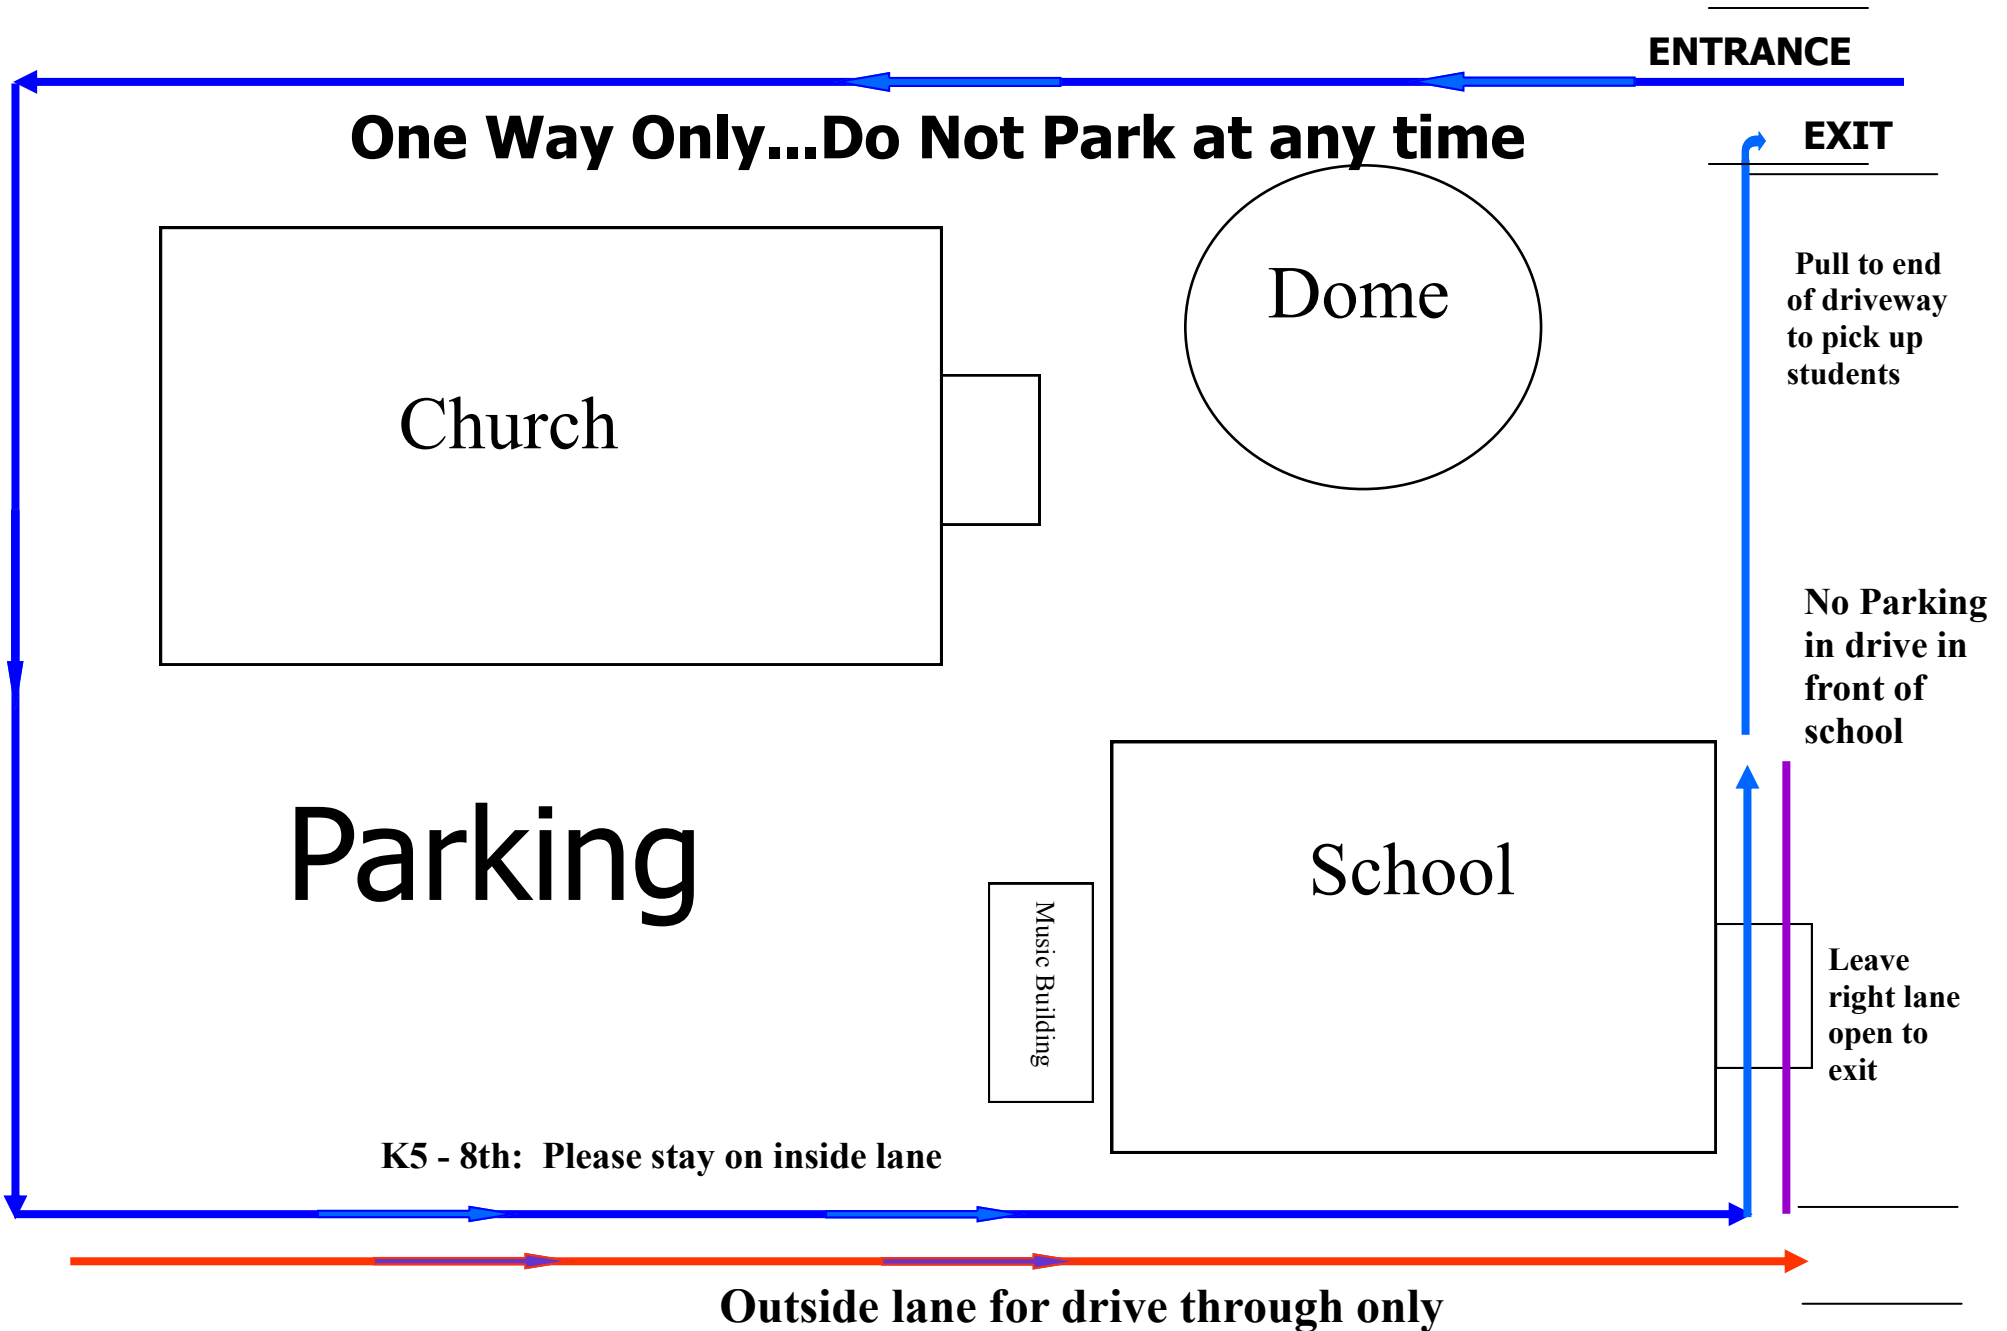 ENTRANCE
One Way Only...Do Not Park at any time
EXIT
Pull to end
of driveway
to pick up
students
Dome
Church
No Parking
in drive in
front of
school
Parking
School
Music Building
Leave
right lane
open to
exit
K5 - 8th:  Please stay on inside lane
Outside lane for drive through only